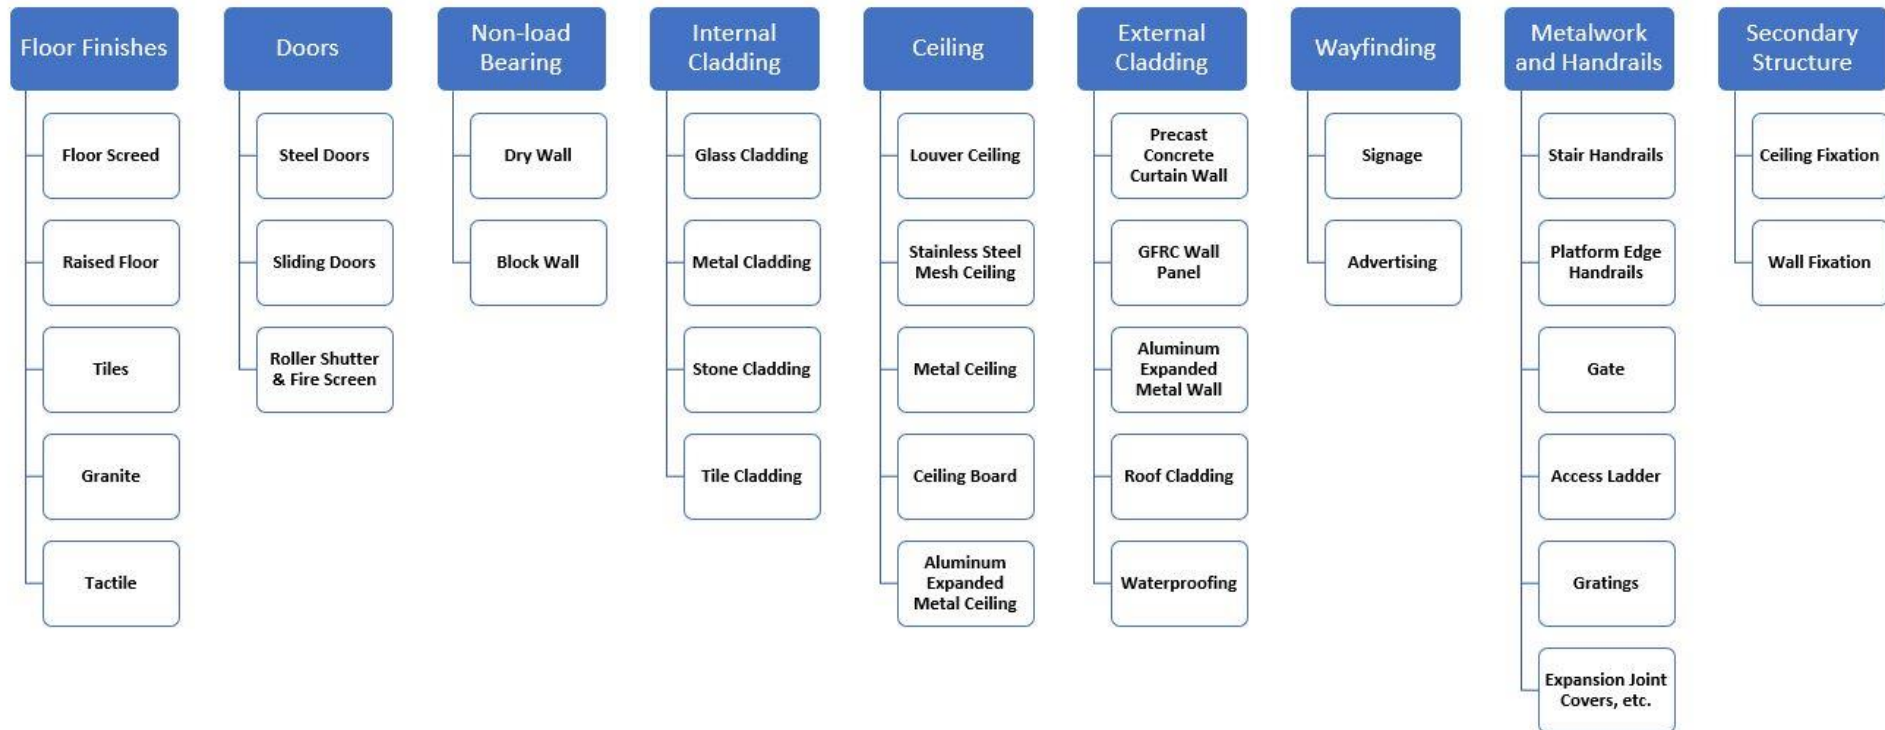 Floor Finishes
Floor Screed
Raised Floor
Tiles
Granite
Tactile
Doors
Steel Doors
Sliding Doors
Roller Shutter
& Fire Screen
Non-load
Bearing
Dry Wall
Block Wall
Internal
Cladding
Glass Cladding
Metal Cladding
Stone Cladding
Tile Cladding
Ceiling
Louver Ceiling
Stainless Steel
Mesh Ceiling
Metal Ceiling
Ceiling Board
Aluminum
Expanded
Metal Ceiling
External
Cladding
Precast
Concrete
Curtain Wall
GFRC Wall
Panel
Aluminum
Expanded
Metal Wall
Roof Cladding
Waterproofing
Wayfinding
Signage
Advertising
Metalwork
and Handrails
Stair Handrails
Platform Edge
Handrails
Gate
Access Ladder
Gratings
Expansion Joint
Covers, etc.
Secondary
Structure
Ceiling Fixation
Wall Fixation